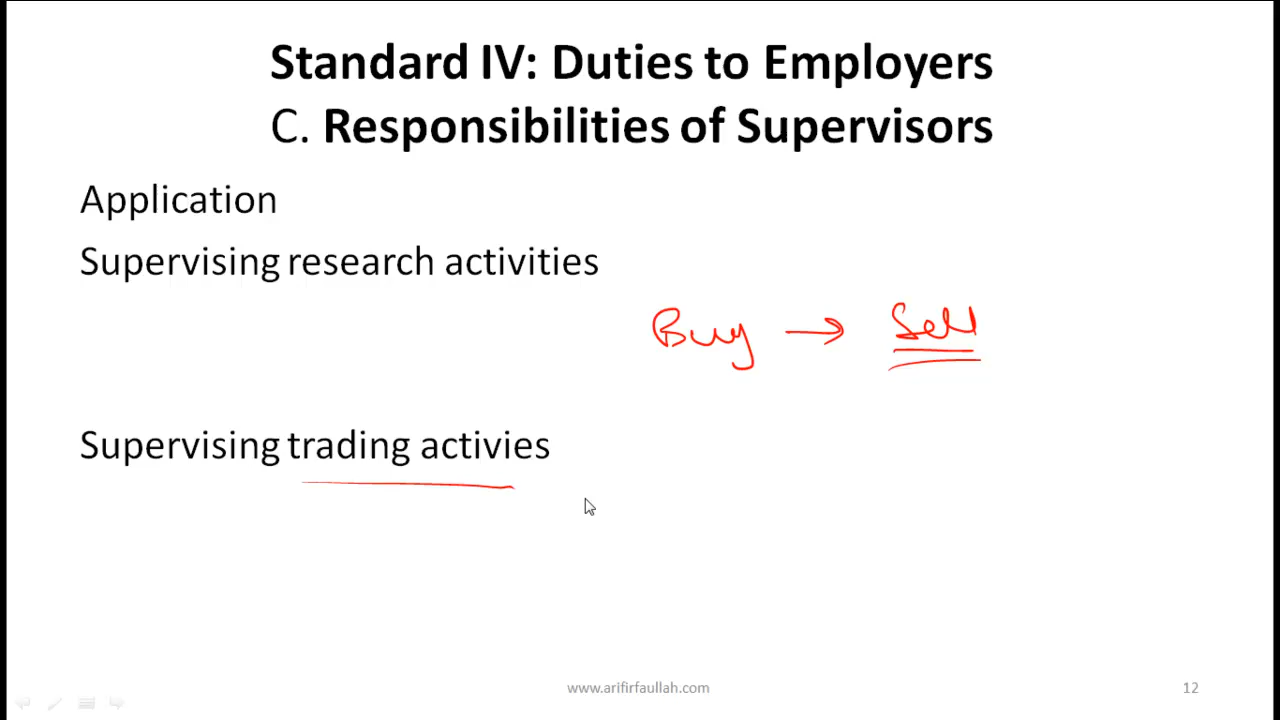 Standard IV: Duties to Employers
C. Responsibilities of Supervisors
Application
Supervising research activities
Buy → Sell
Supervising trading activies
www.arifirfaullah.com
12